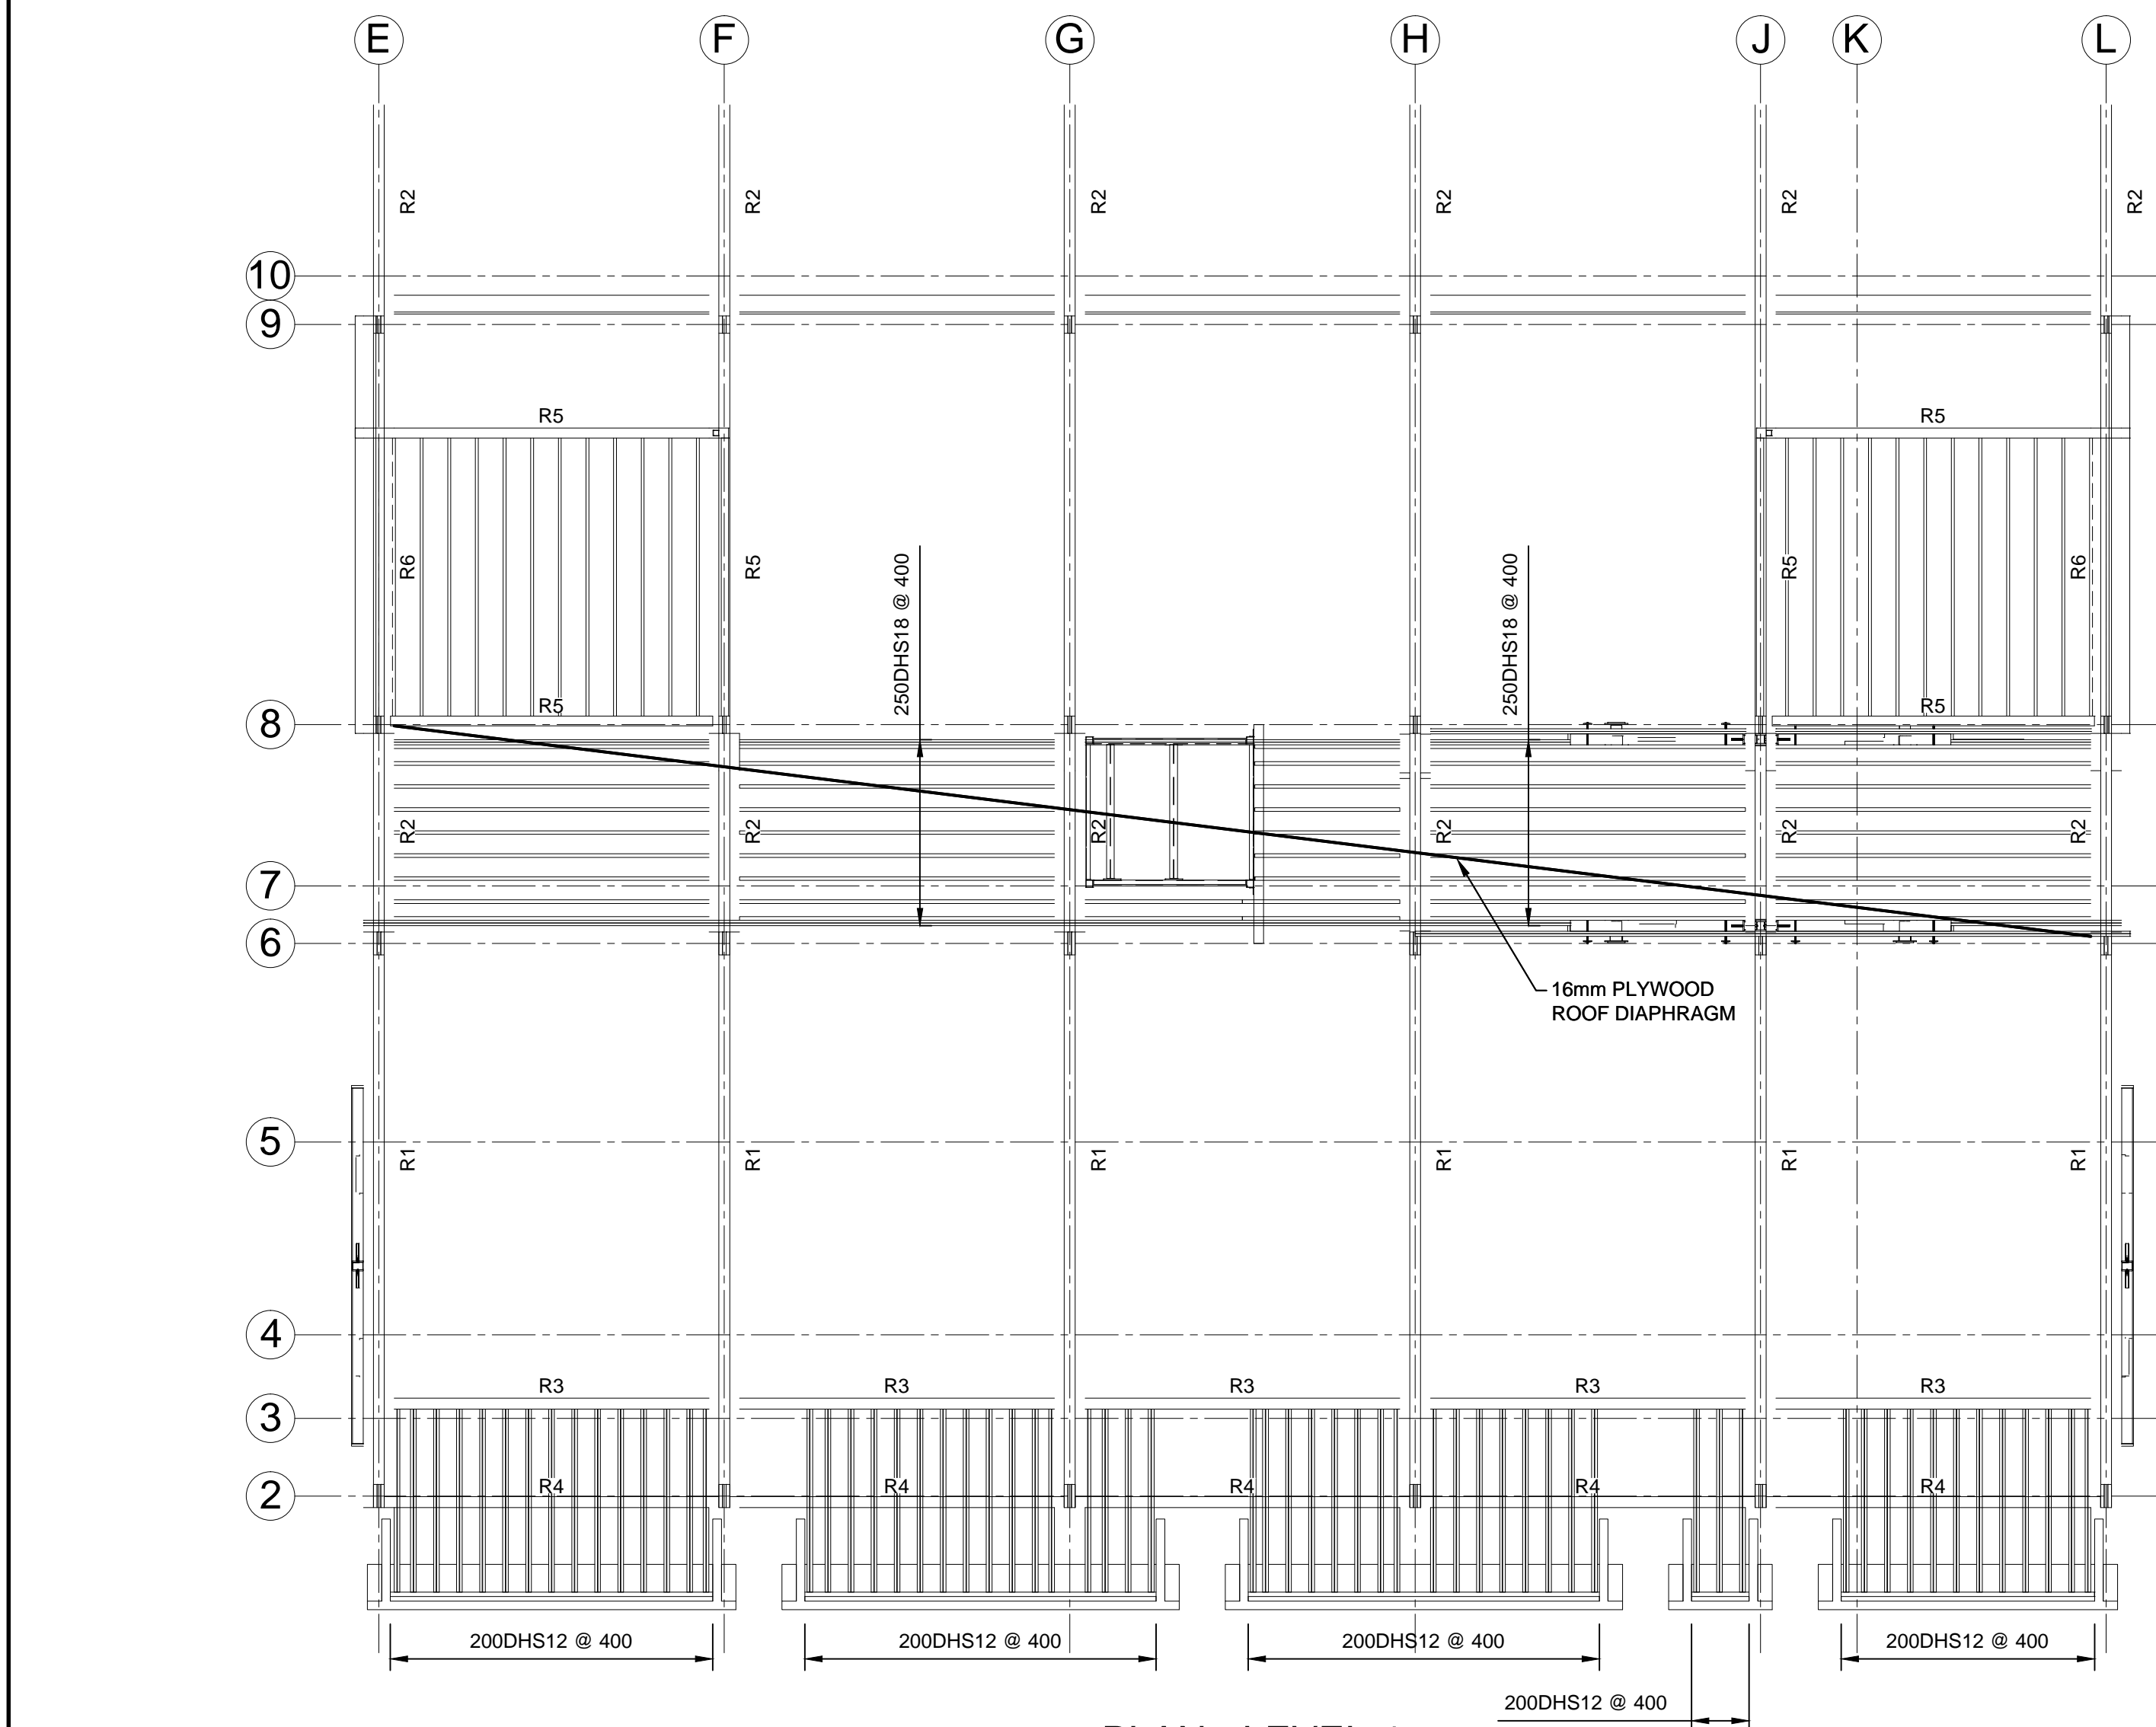 E F G H J K L
R2 R2 R2 R2 R2 R2
10
9
R5 R5
R6 R5 250DHS18 @ 400 250DHS18 @ 400 R5 R6
R5 R5
8
R2 R2 R2 R2 R2 R2
7
6
16mm PLYWOOD
ROOF DIAPHRAGM
5
R1 R1 R1 R1 R1 R1
4
R3 R3 R3 R3 R3
3
R4 R4 R4 R4 R4
2
200DHS12 @ 400 200DHS12 @ 400 200DHS12 @ 400 200DHS12 @ 400
200DHS12 @ 400